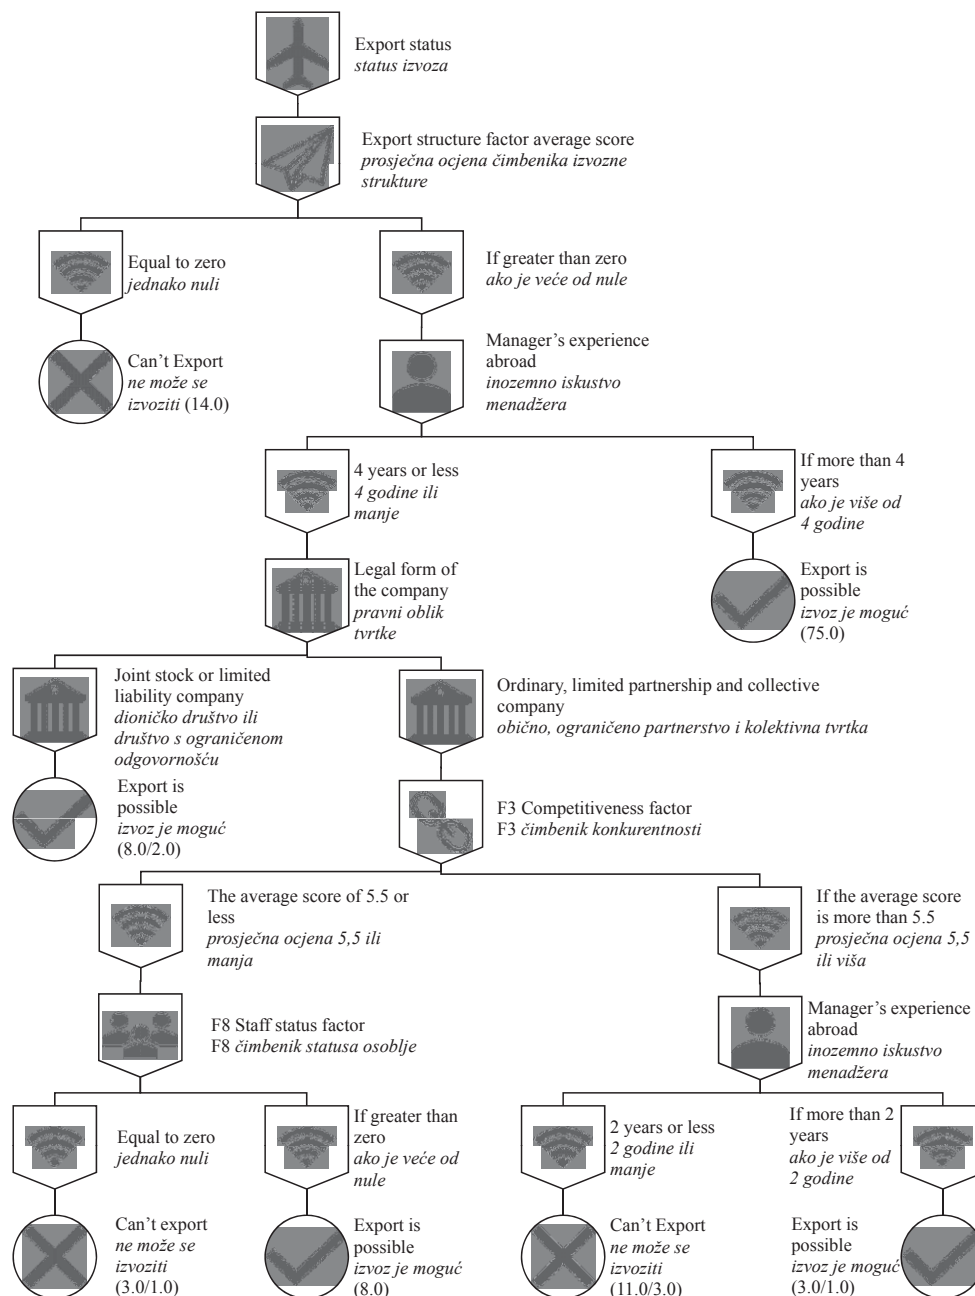 Export status
status izvoza
Export structure factor average score
prosječna ocjena čimbenika izvozne
strukture
Equal to zero
jednako nuli
If greater than zero
ako je veće od nule
Can't Export
ne može se
izvoziti (14.0)
Manager's experience
abroad
inozemno iskustvo
menadžera
4 years or less
4 godine ili
manje
If more than 4
years
ako je više od
4 godine
Legal form of
the company
pravni oblik
tvrtke
Export is
possible
izvoz je moguć
(75.0)
Joint stock or limited
liability company
dioničko društvo ili
društvo s ograničenom
odgovornošću
Ordinary, limited partnership and collective
company
obično, ograničeno partnerstvo i kolektivna tvrtka
Export is
possible
izvoz je moguć
(8.0/2.0)
F3 Competitiveness factor
F3 čimbenik konkurentnosti
The average score of 5.5 or
less
prosječna ocjena 5,5 ili
manja
If the average score
is more than 5.5
prosječna ocjena 5,5
ili viša
F8 Staff status factor
F8 čimbenik statusa osoblje
Manager's experience
abroad
inozemno iskustvo
menadžera
Equal to zero
jednako nuli
If greater than
zero
ako je veće od
nule
2 years or less
2 godine ili
manje
If more than 2
years
ako je više od
2 godine
Can't export
ne može se
izvoziti
(3.0/1.0)
Export is
possible
izvoz je moguć
(8.0)
Can't Export
ne može se
izvoziti
(11.0/3.0)
Export is
possible
izvoz je moguć
(3.0/1.0)